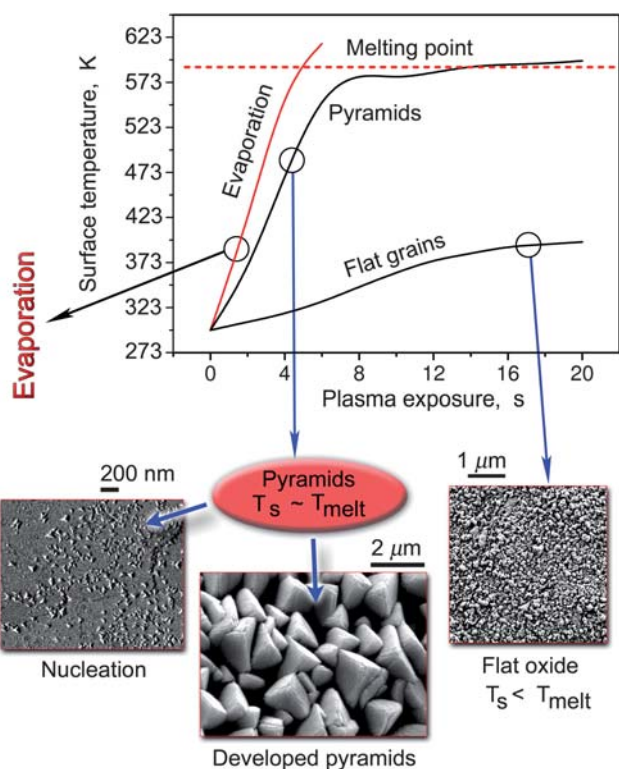 623
573
523
473
423
373
323
273
Surface temperature, K
Melting point
Evaporation
Pyramids
Flat grains
0
4
8
12
16
20
Plasma exposure, s
Evaporation
200 nm
Pyramids
Ts ~ Tmelt
1 μm
2 μm
Nucleation
Flat oxide
Ts < Tmelt
Developed pyramids